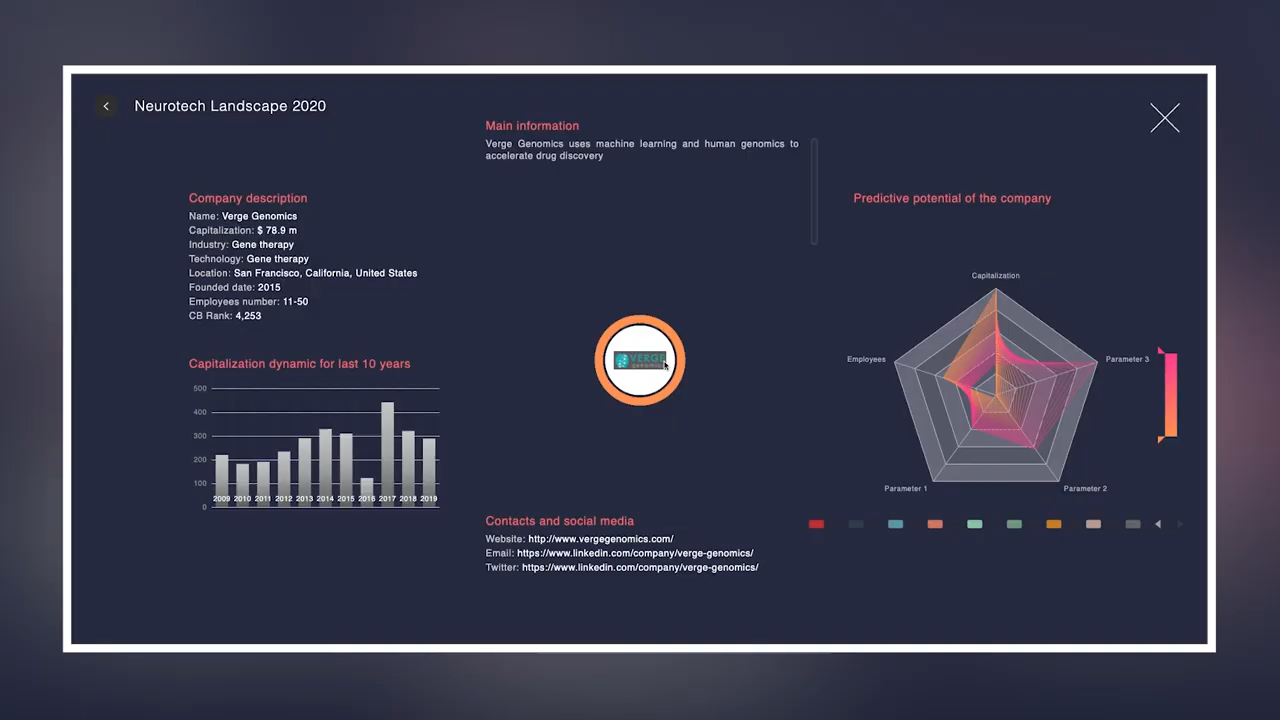 Neurotech Landscape 2020
Main information
Verge Genomics uses machine learning and human genomics to
accelerate drug discovery
Company description
Name: Verge Genomics
Capitalization: $ 78.9 m
Industry: Gene therapy
Technology: Gene therapy
Location: San Francisco, California, United States
Founded date: 2015
Employees number: 11-50
CB Rank: 4,253
Predictive potential of the company
Capitalization
Employees
Parameter 3
Parameter 1
Parameter 2
VERGE
genomics
Capitalization dynamic for last 10 years
500
400
300
200
100
0
2009 2010 2011 2012 2013 2014 2015 2016 2017 2018 2019
Contacts and social media
Website: http://www.vergegenomics.com/
Email: https://www.linkedin.com/company/verge-genomics/
Twitter: https://www.linkedin.com/company/verge-genomics/